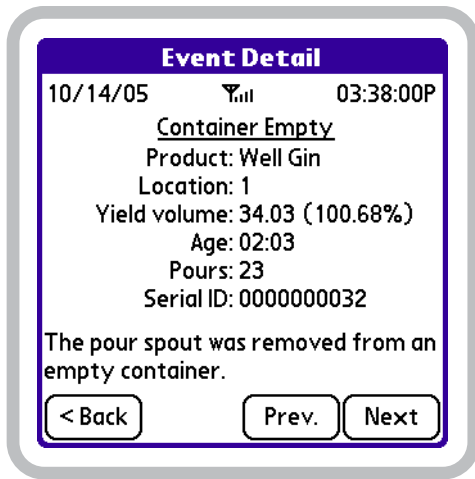 Event Detail
10/14/05 03:38:00P
Container Empty
Product: Well Gin
Location: 1
Yield volume: 34.03 (100.68%)
Age: 02:03
Pours: 23
Serial ID: 0000000032
The pour spout was removed from an
empty container.
< Back Prev. Next